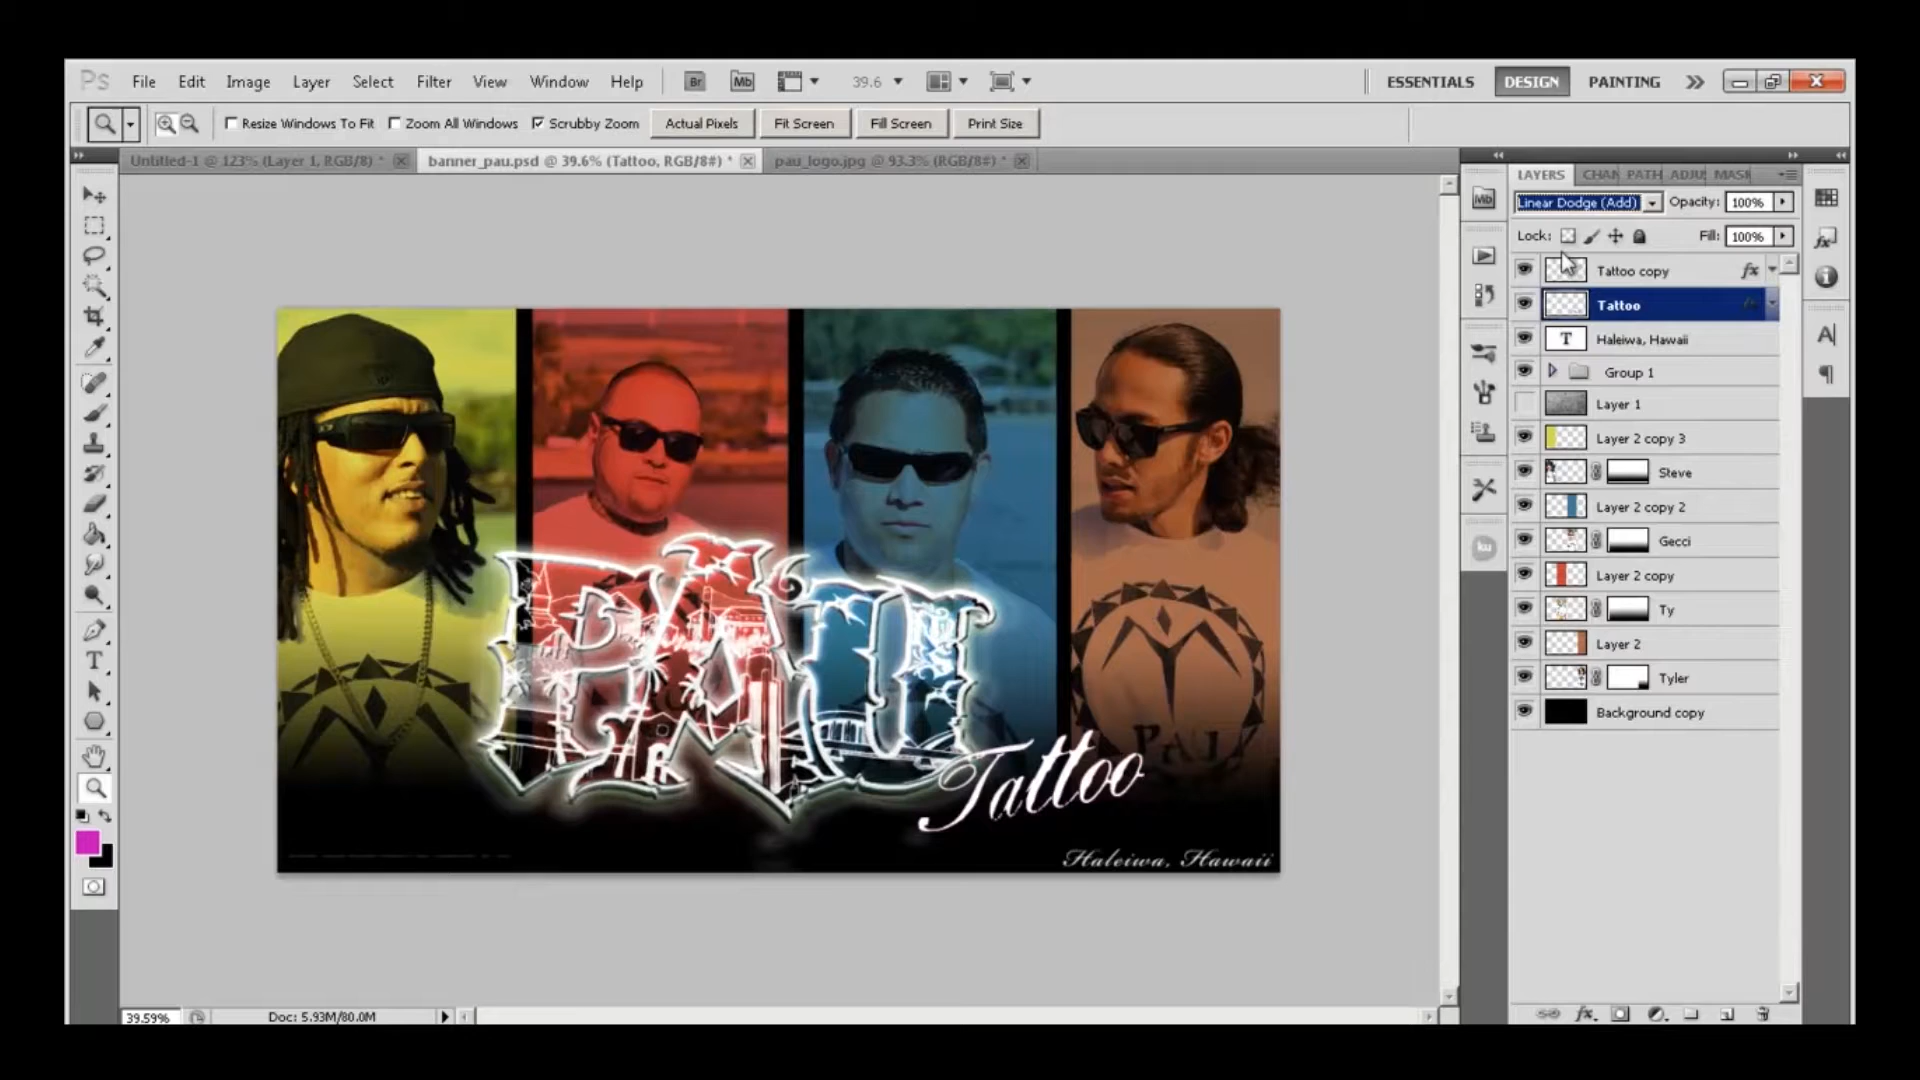 Ps File Edit Image Layer Select Filter View Window Help Br Mb 39.6 ESSENTIALS DESIGN PAINTING
Resize Windows To Fit Zoom All Windows Scrubby Zoom Actual Pixels Fit Screen Fill Screen Print Size
Untitled-1 @ 123% (Layer 1, RGB/8) * banner_pau.psd @ 39.6% (Tattoo, RGB/8#) * pau_logo.jpg @ 93.3% (RGB/8#) *
LAYERS CHAN PATH ADJU MASK
Linear Dodge (Add) Opacity: 100%
Lock: Fill: 100%
Tattoo copy fx
Tattoo
Haleiwa, Hawaii
Group 1
Layer 1
Layer 2 copy 3
Steve
Layer 2 copy 2
Gecci
Layer 2 copy
Ty
Layer 2
Tyler
Background copy
PAU
Tattoo
Haleiwa, Hawaii
PAU
39.59% Doc: 5.93M/80.0M